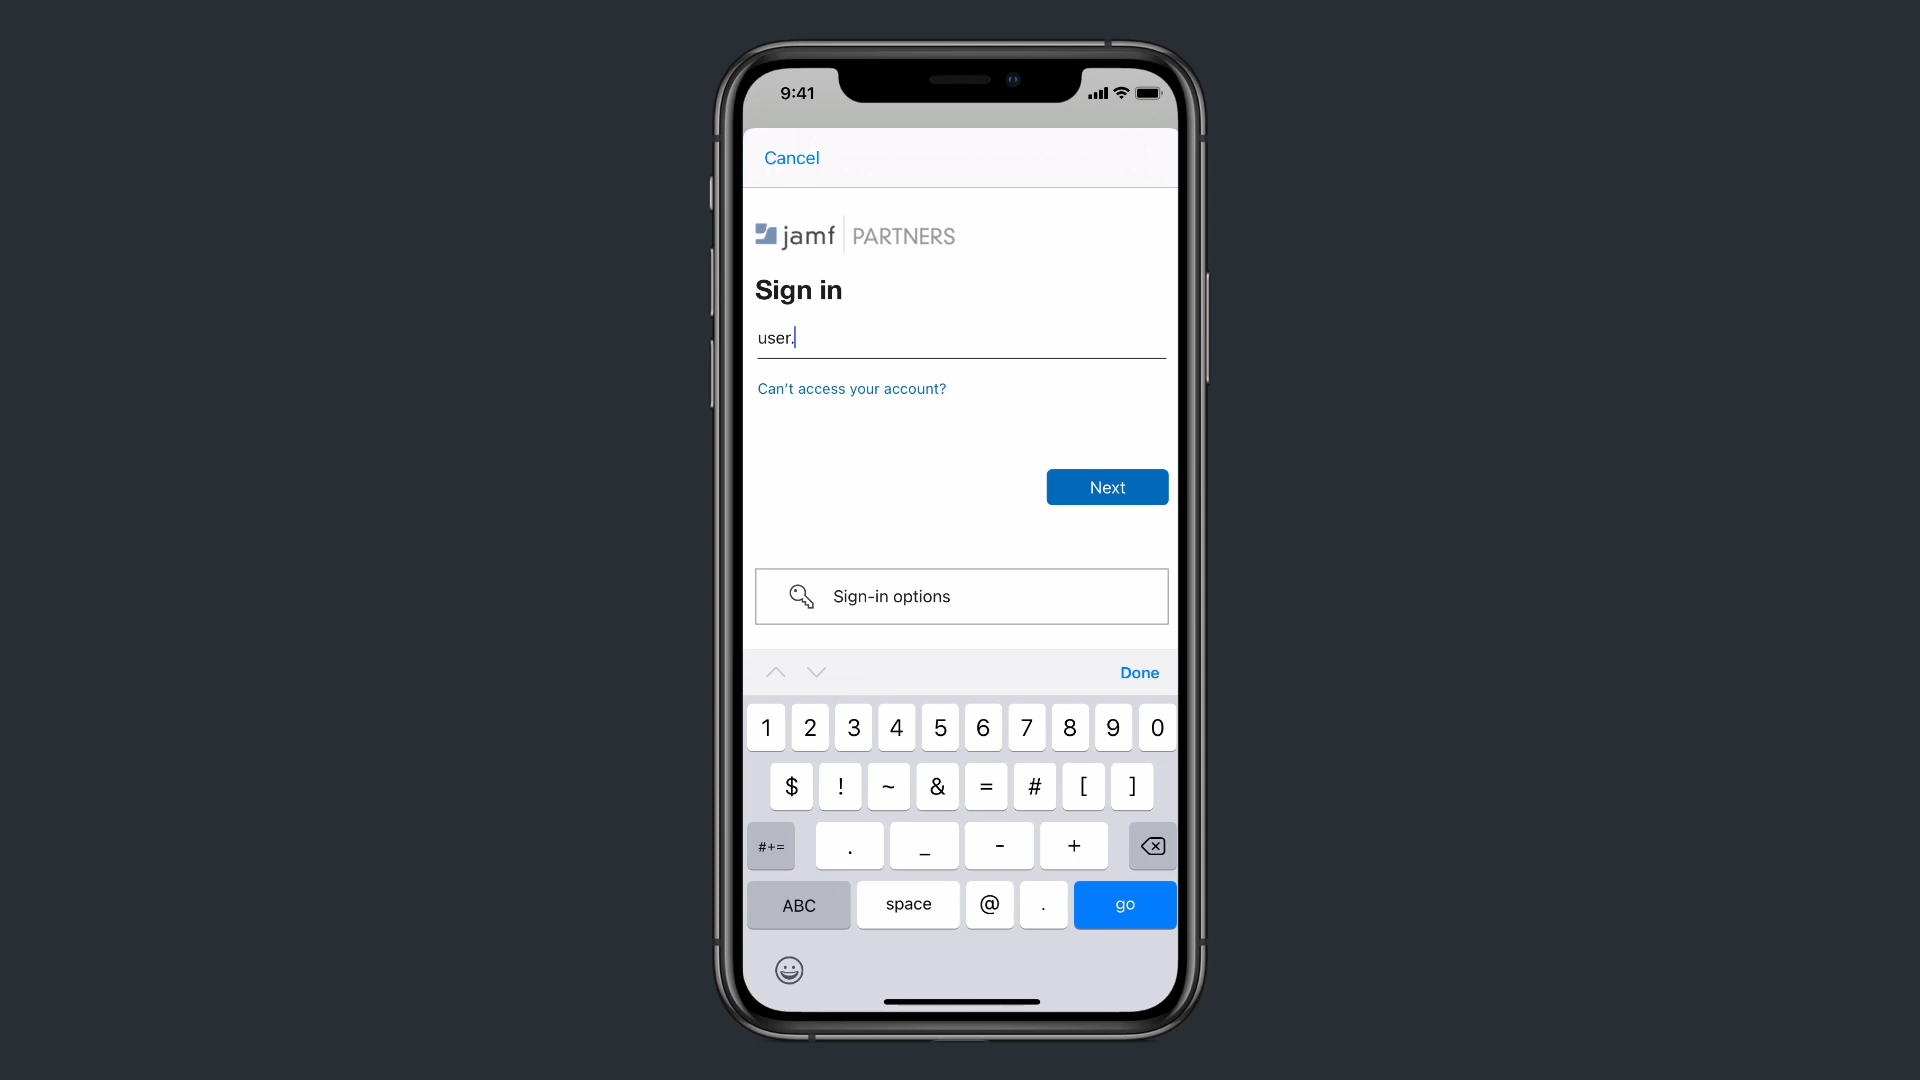 9:41
Cancel
jamf PARTNERS
Sign in
user.
Can't access your account?
Next
Sign-in options
Done
1 2 3 4 5 6 7 8 9 0
$ ! ~ & = # [ ]
#+= . _ - +
ABC space @ . go